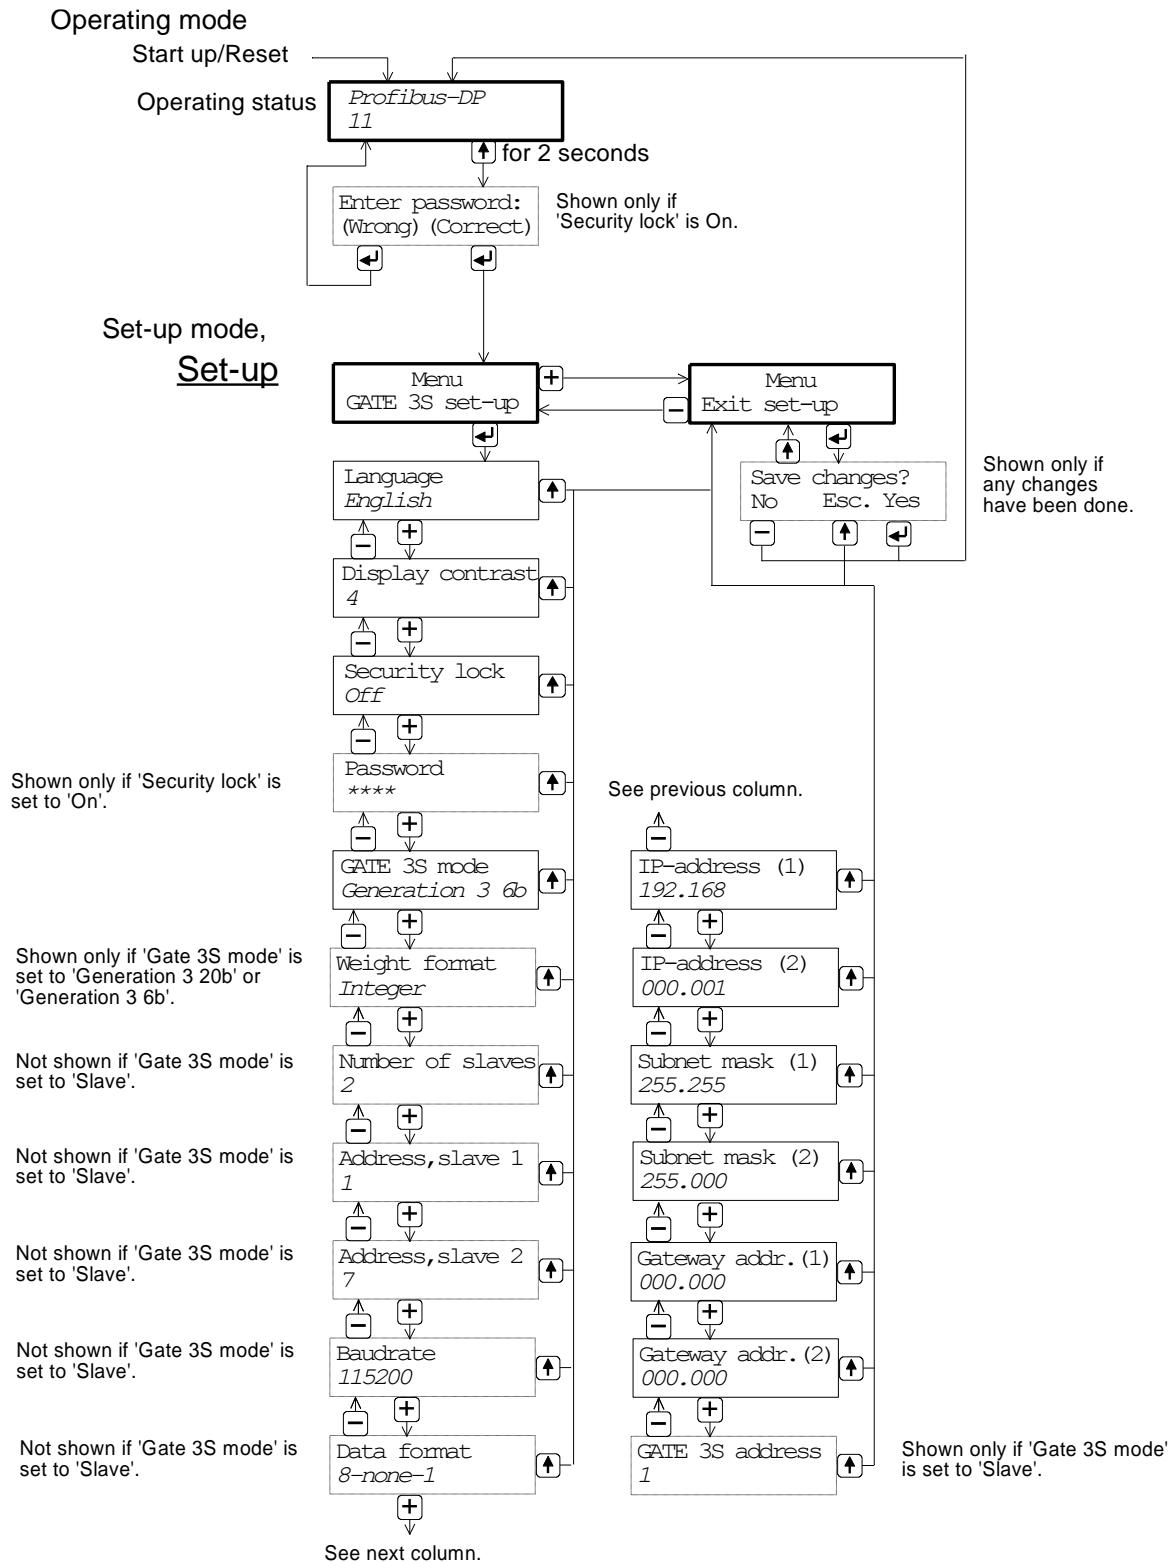 Operating mode
Start up/Reset
Operating status
Profibus-DP
11
for 2 seconds
Enter password:
(Wrong) (Correct)
Shown only if
'Security lock' is On.
Set-up mode,
Set-up
Menu
GATE 3S set-up
Menu
Exit set-up
Save changes?
No Esc. Yes
Shown only if
any changes
have been done.
Language
English
Display contrast
4
Security lock
Off
Shown only if 'Security lock' is
set to 'On'.
Password
****
GATE 3S mode
Generation 3 6b
Shown only if 'Gate 3S mode' is
set to 'Generation 3 20b' or
'Generation 3 6b'.
Weight format
Integer
Not shown if 'Gate 3S mode' is
set to 'Slave'.
Number of slaves
2
Not shown if 'Gate 3S mode' is
set to 'Slave'.
Address,slave 1
1
Not shown if 'Gate 3S mode' is
set to 'Slave'.
Address,slave 2
7
Not shown if 'Gate 3S mode' is
set to 'Slave'.
Baudrate
115200
Not shown if 'Gate 3S mode' is
set to 'Slave'.
Data format
8-none-1
See next column.
See previous column.
IP-address (1)
192.168
IP-address (2)
000.001
Subnet mask (1)
255.255
Subnet mask (2)
255.000
Gateway addr.(1)
000.000
Gateway addr.(2)
000.000
GATE 3S address
1
Shown only if 'Gate 3S mode'
is set to 'Slave'.